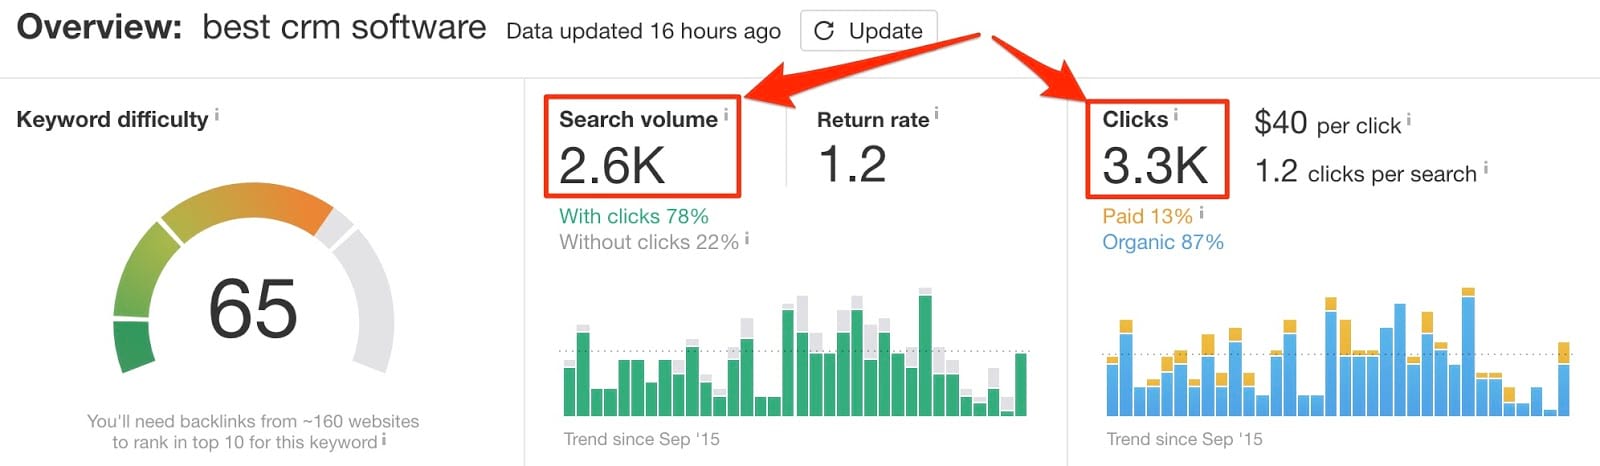 Overview: best crm software Data updated 16 hours ago Update
Keyword difficulty i
65
You'll need backlinks from ~160 websites
to rank in top 10 for this keyword i
Search volume i
2.6K
With clicks 78%
Without clicks 22% i
Trend since Sep '15
Return rate i
1.2
Clicks i
3.3K
Paid 13% i
Organic 87%
$40 per click i
1.2 clicks per search i
Trend since Sep '15